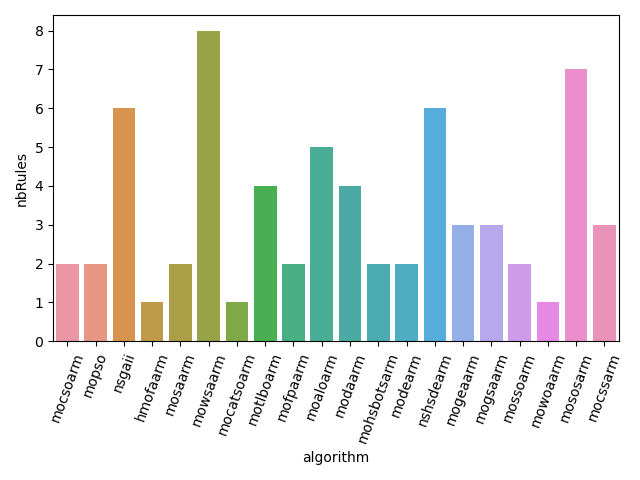 nbRules
8
7
6
5
4
3
2
1
0
mocsoarm
mopso
nsgaii
hmofaarm
mosaarm
mowsaarm
mocatsoarm
motlboarm
mofpaarm
moaloarm
modaarm
mohsbotsarm
modearm
nshsdearm
mogeaarm
mogsaarm
mossoarm
mowoaarm
mososarm
mocssarm
algorithm